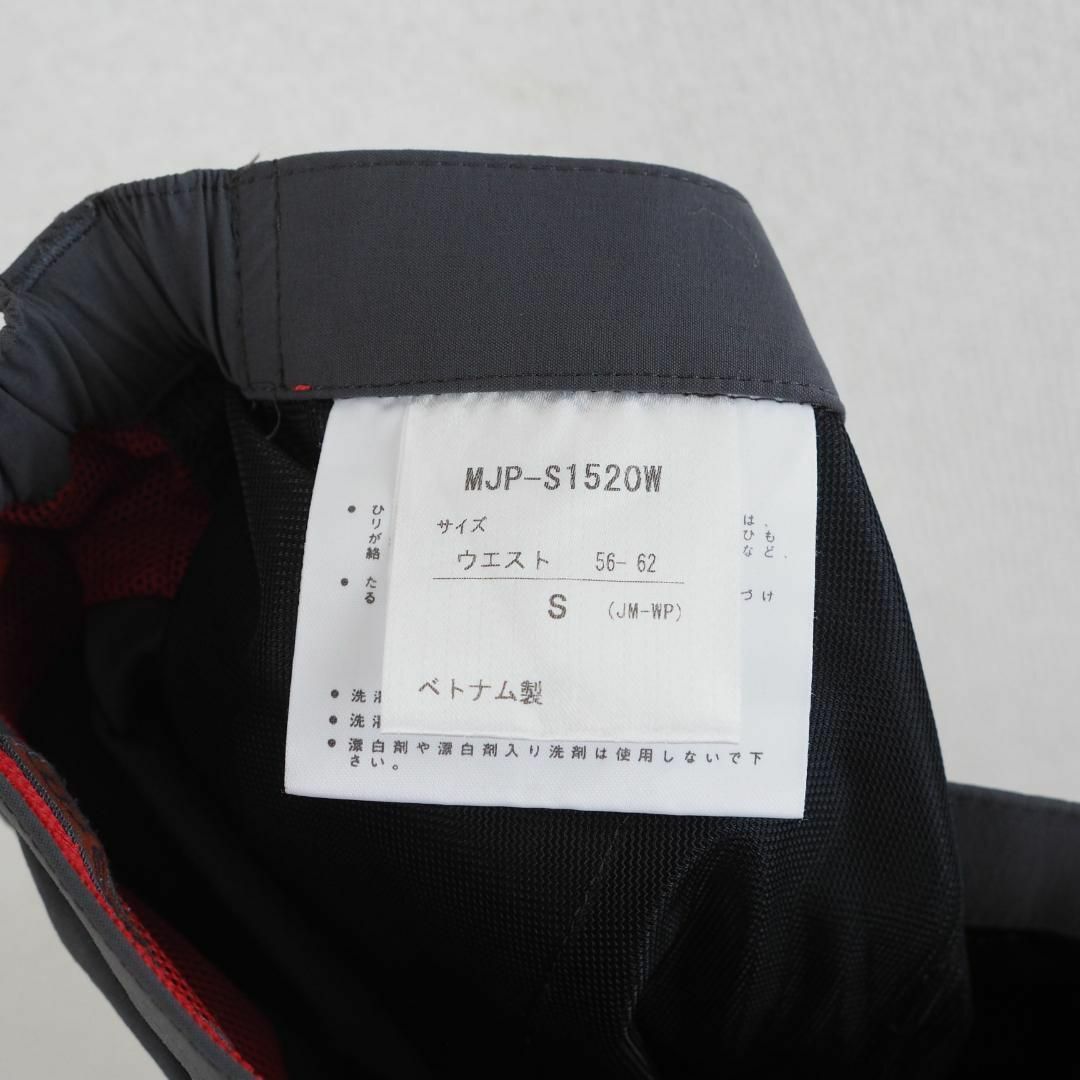 MJP-S1520W
サイズ
ウエスト 56- 62
S (JM-WP)
ベトナム製
● ひ
りが
絡
は、
ひも
など、
● た
る
づけ
● 洗
● 洗
● 漂白剤や漂白剤入り洗剤は使用しないで下
さい。